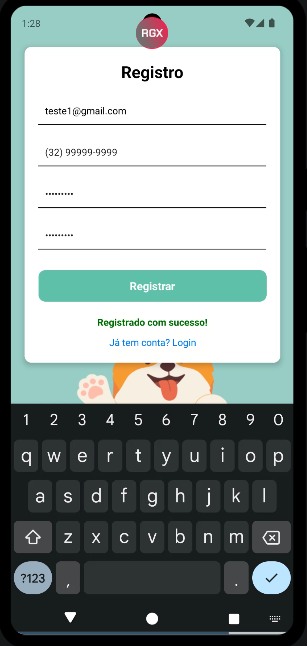 1:28
RGX
Registro
teste1@gmail.com
(32) 99999-9999
•••••••••
•••••••••
Registrar
Registrado com sucesso!
Já tem conta? Login
1 2 3 4 5 6 7 8 9 0
q w e r t y u i o p
a s d f g h j k l
z x c v b n m
?123 , .